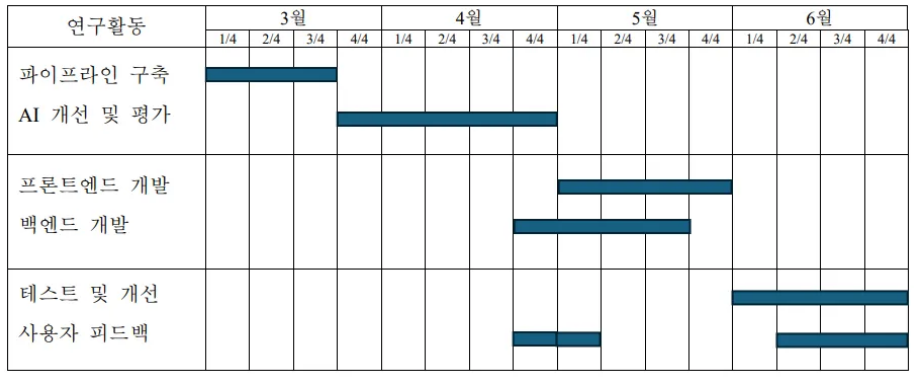 연구활동 3월 4월 5월 6월
1/4 2/4 3/4 4/4 1/4 2/4 3/4 4/4 1/4 2/4 3/4 4/4 1/4 2/4 3/4 4/4
파이프라인 구축
AI 개선 및 평가
프론트엔드 개발
백엔드 개발
테스트 및 개선
사용자 피드백